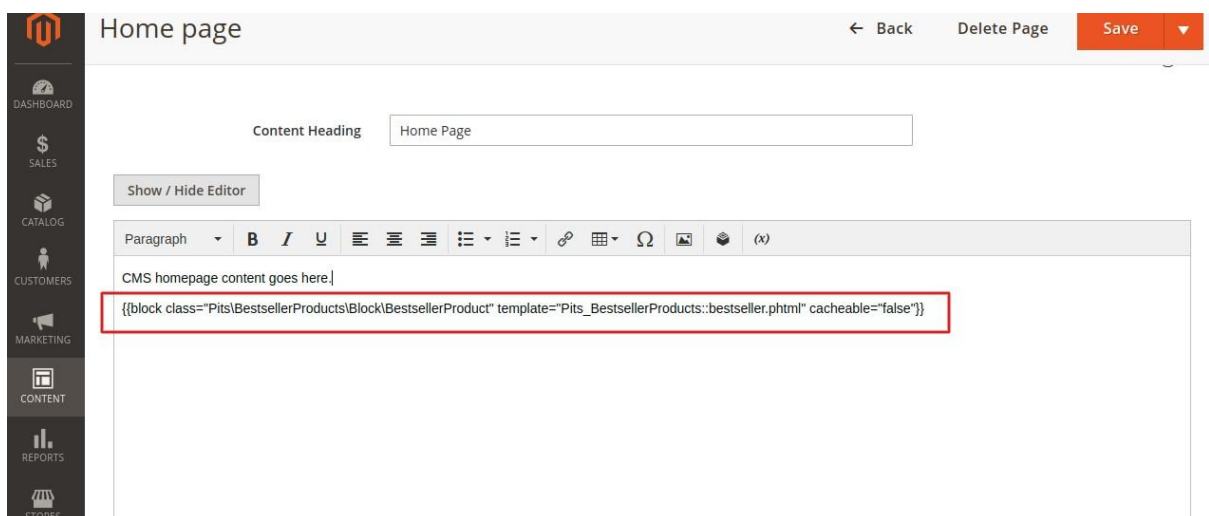 Home page
← Back
Delete Page
Save
DASHBOARD
SALES
CATALOG
CUSTOMERS
MARKETING
CONTENT
REPORTS
STORES
Content Heading
Home Page
Show / Hide Editor
Paragraph
B I U
Ω
(x)
CMS homepage content goes here.
{{block class="Pits\BestsellerProducts\Block\BestsellerProduct" template="Pits_BestsellerProducts::bestseller.phtml" cacheable="false"}}